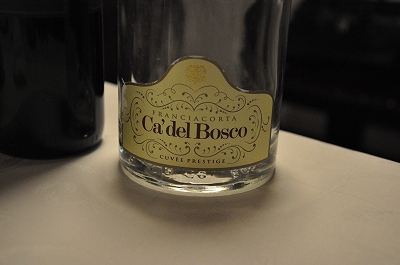 FRANCIACORTA
Ca'del Bosco
CUVÉE PRESTIGE